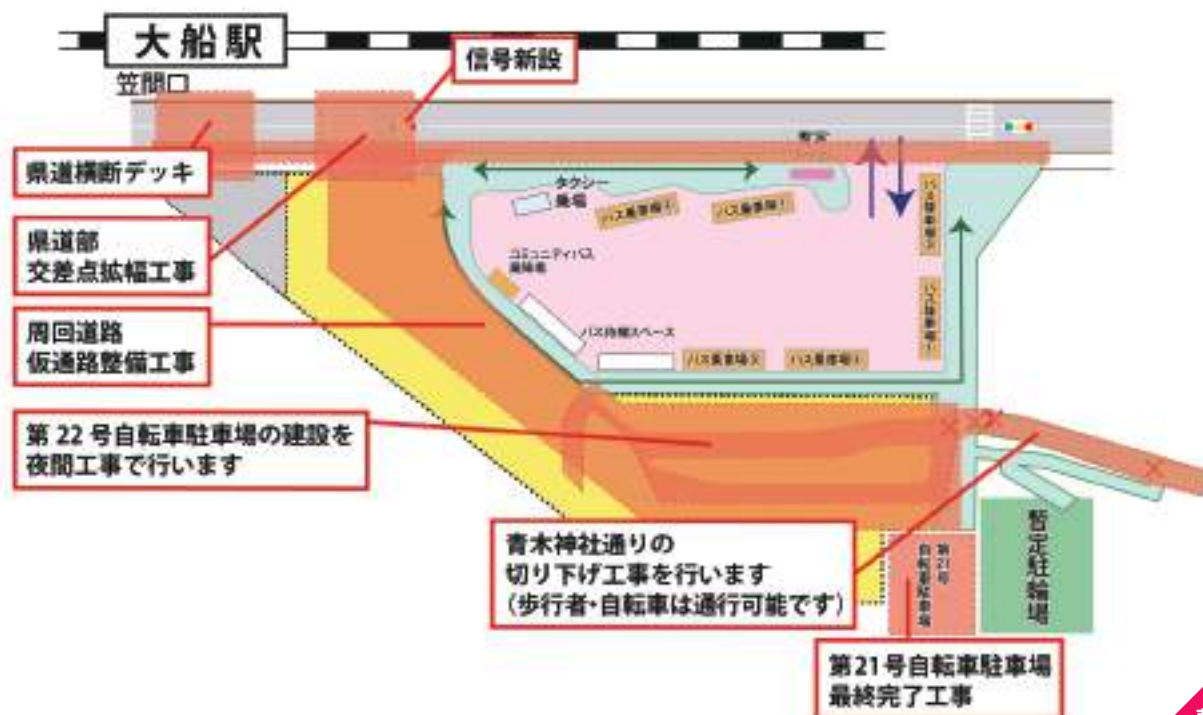 大船駅
笠間口
信号新設
県道横断デッキ
県道部
交差点拡幅工事
周回道路
仮通路整備工事
第22号自転車駐車場の建設を
夜間工事で行います
タクシー
乗場
コミュニティバス
乗降場
バス待機スペース
青木神社通りの
切り下げ工事を行います
(歩行者・自転車は通行可能です)
第21号
自転車駐車場
暫定駐輪場
第21号自転車駐車場
最終完了工事